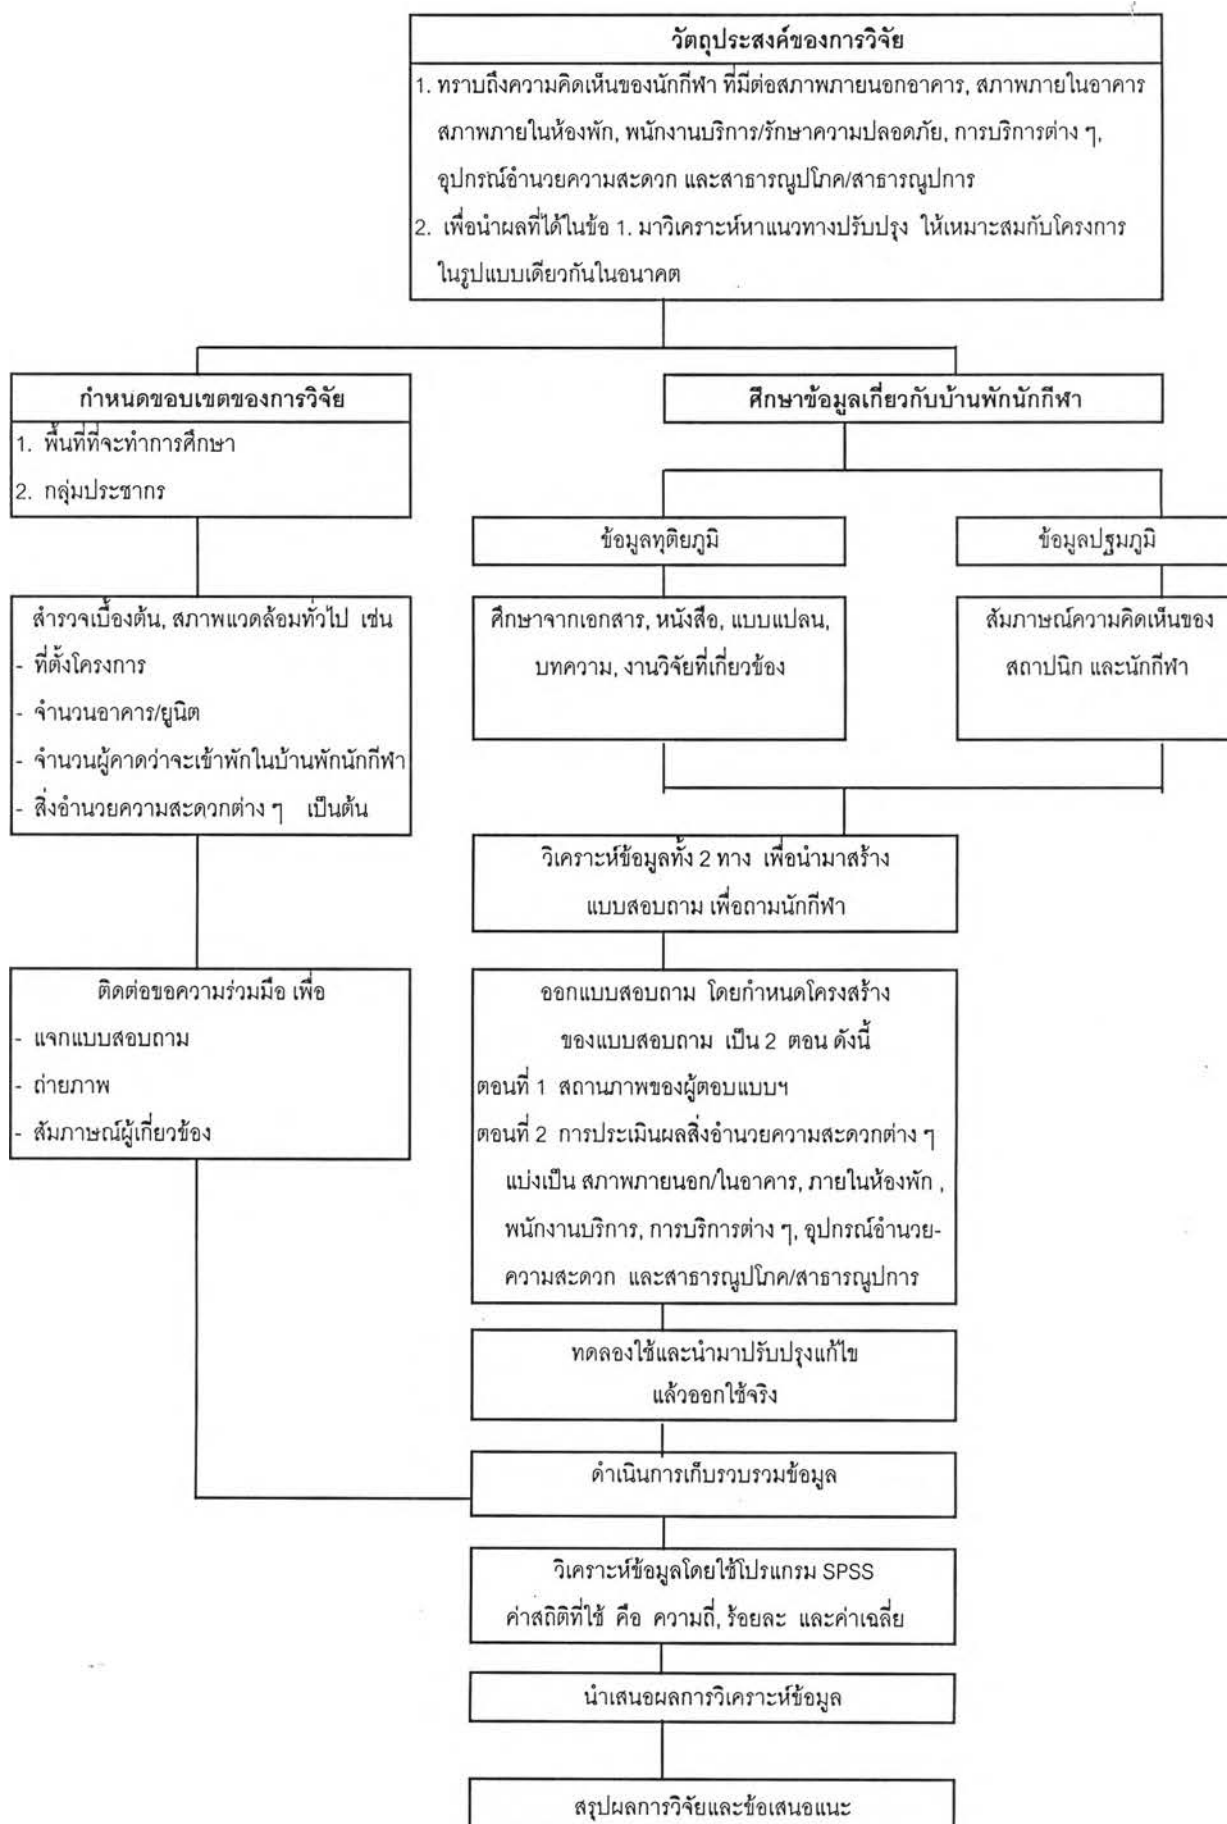 วัตถุประสงค์ของการวิจัย
1. ทราบถึงความคิดเห็นของนักกีฬา ที่มีต่อสภาพภายนอกอาคาร, สภาพภายในอาคาร
สภาพภายในห้องพัก, พนักงานบริการ/รักษาความปลอดภัย, การบริการต่าง ๆ,
อุปกรณ์อำนวยความสะดวก และสาธารณูปโภค/สาธารณูปการ
2. เพื่อนำผลที่ได้ในข้อ 1. มาวิเคราะห์หาแนวทางปรับปรุง ให้เหมาะสมกับโครงการ
ในรูปแบบเดียวกันในอนาคต
กำหนดขอบเขตของการวิจัย
1. พื้นที่ที่จะทำการศึกษา
2. กลุ่มประชากร
สำรวจเบื้องต้น, สภาพแวดล้อมทั่วไป เช่น
- ที่ตั้งโครงการ
- จำนวนอาคาร/ยูนิต
- จำนวนผู้คาดว่าจะเข้าพักในบ้านพักนักกีฬา
- สิ่งอำนวยความสะดวกต่าง ๆ เป็นต้น
ติดต่อขอความร่วมมือ เพื่อ
- แจกแบบสอบถาม
- ถ่ายภาพ
- สัมภาษณ์ผู้เกี่ยวข้อง
ศึกษาข้อมูลเกี่ยวกับบ้านพักนักกีฬา
ข้อมูลทุติยภูมิ
ศึกษาจากเอกสาร, หนังสือ, แบบแปลน,
บทความ, งานวิจัยที่เกี่ยวข้อง
ข้อมูลปฐมภูมิ
สัมภาษณ์ความคิดเห็นของ
สถาปนิก และนักกีฬา
วิเคราะห์ข้อมูลทั้ง 2 ทาง เพื่อนำมาสร้าง
แบบสอบถาม เพื่อถามนักกีฬา
ออกแบบสอบถาม โดยกำหนดโครงสร้าง
ของแบบสอบถาม เป็น 2 ตอน ดังนี้
ตอนที่ 1 สถานภาพของผู้ตอบแบบฯ
ตอนที่ 2 การประเมินผลสิ่งอำนวยความสะดวกต่าง ๆ
แบ่งเป็น สภาพภายนอก/ในอาคาร, ภายในห้องพัก ,
พนักงานบริการ, การบริการต่าง ๆ, อุปกรณ์อำนวย-
ความสะดวก และสาธารณูปโภค/สาธารณูปการ
ทดลองใช้และนำมาปรับปรุงแก้ไข
แล้วออกใช้จริง
ดำเนินการเก็บรวบรวมข้อมูล
วิเคราะห์ข้อมูลโดยใช้โปรแกรม SPSS
ค่าสถิติที่ใช้ คือ ความถี่, ร้อยละ และค่าเฉลี่ย
นำเสนอผลการวิเคราะห์ข้อมูล
สรุปผลการวิจัยและข้อเสนอแนะ